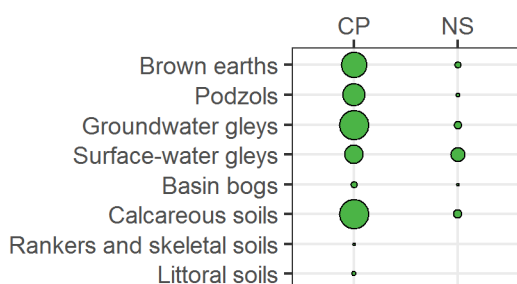 CP NS
Brown earths
Podzols
Groundwater gleys
Surface-water gleys
Basin bogs
Calcareous soils
Rankers and skeletal soils
Littoral soils